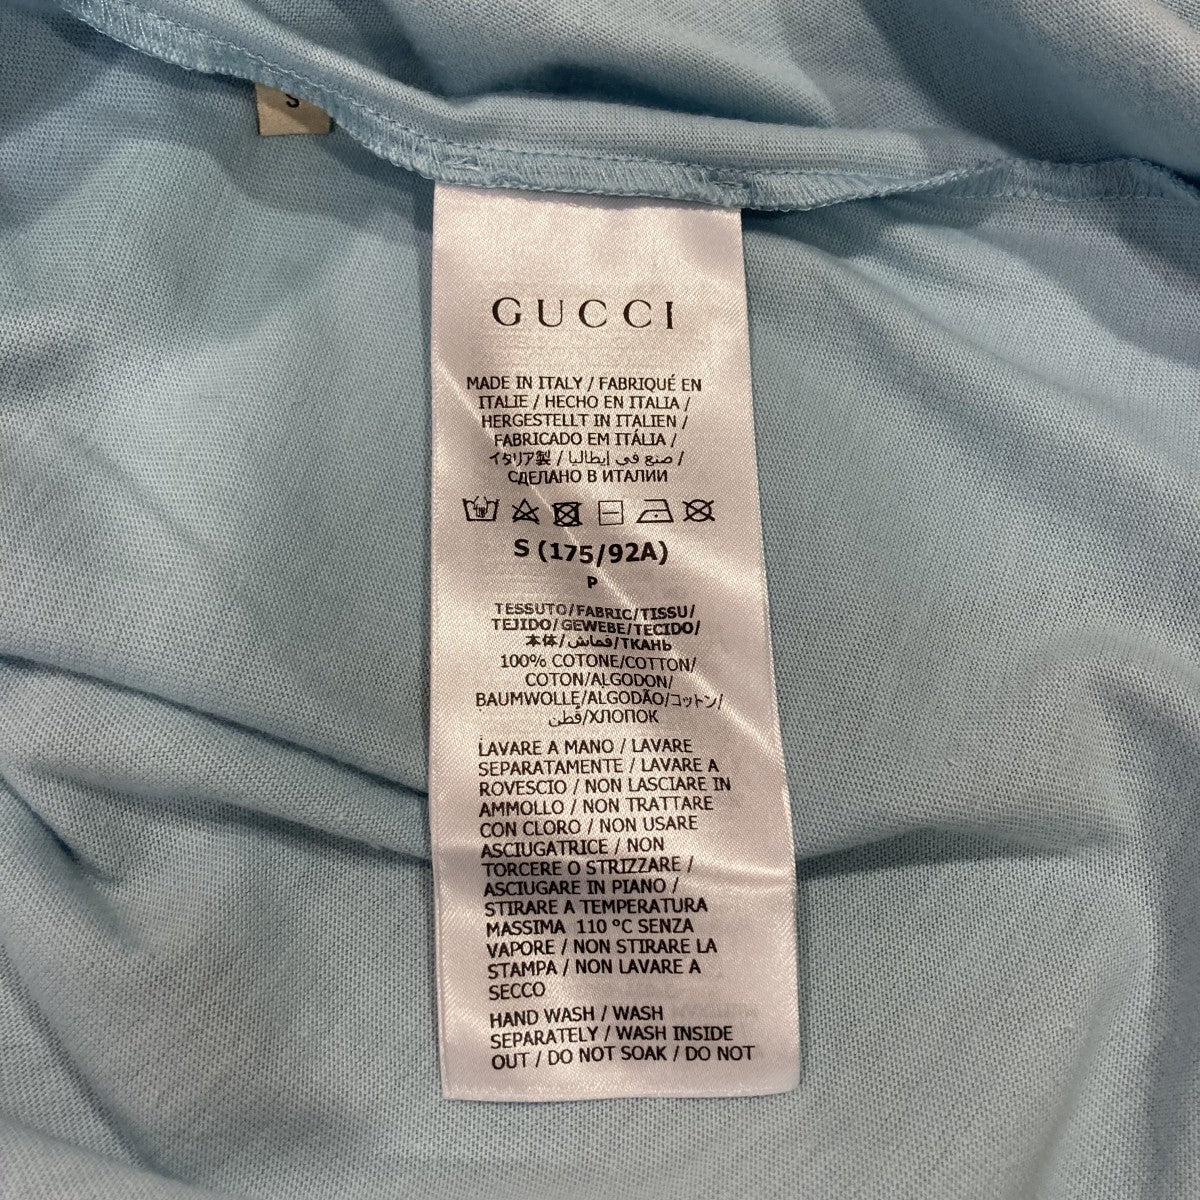 S
GUCCI
MADE IN ITALY / FABRIQUÉ EN
ITALIE / HECHO EN ITALIA /
HERGESTELLT IN ITALIEN /
FABRICADO EM ITÁLIA /
イタリア製 / صنع في إيطاليا /
СДЕЛАНО В ИТАЛИИ
S (175/92A)
P
TESSUTO/FABRIC/TISSU/
TEJIDO/GEWEBE/TECIDO/
本体/قماش/ТКАНЬ
100% COTONE/COTTON/
COTON/ALGODON/
BAUMWOLLE/ALGODÃO/コットン/
قطن/ХЛОПОК
LAVARE A MANO / LAVARE
SEPARATAMENTE / LAVARE A
ROVESCIO / NON LASCIARE IN
AMMOLLO / NON TRATTARE
CON CLORO / NON USARE
ASCIUGATRICE / NON
TORCERE O STRIZZARE /
ASCIUGARE IN PIANO /
STIRARE A TEMPERATURA
MASSIMA 110 °C SENZA
VAPORE / NON STIRARE LA
STAMPA / NON LAVARE A
SECCO
HAND WASH / WASH
SEPARATELY / WASH INSIDE
OUT / DO NOT SOAK / DO NOT